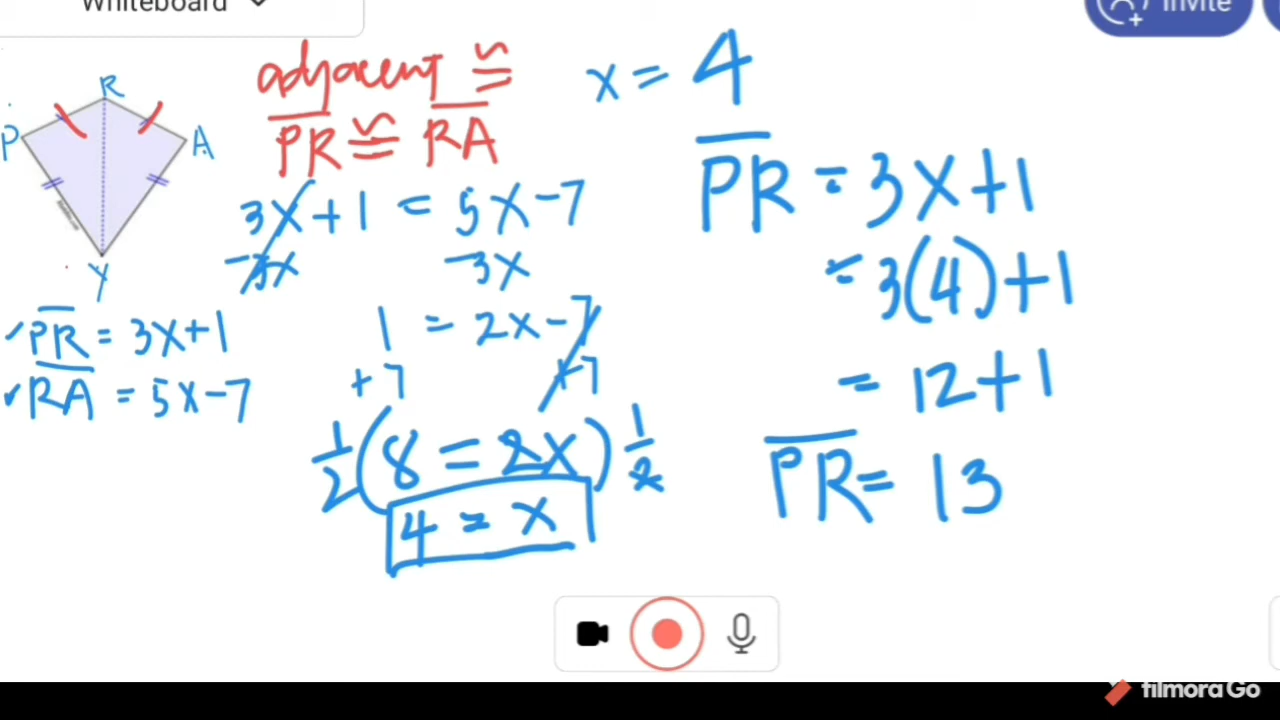 Whiteboard
Invite
R
P
A
Y
adjacent ≅
PR ≅ RA
3x+1 = 5x-7
-3x -3x
1 = 2x-7
+7 +7
1/2 (8 = 2x) 1/2
4 = x
✓ PR = 3x+1
✓ RA = 5x-7
x = 4
PR = 3x+1
= 3(4)+1
= 12+1
PR = 13
filmora Go